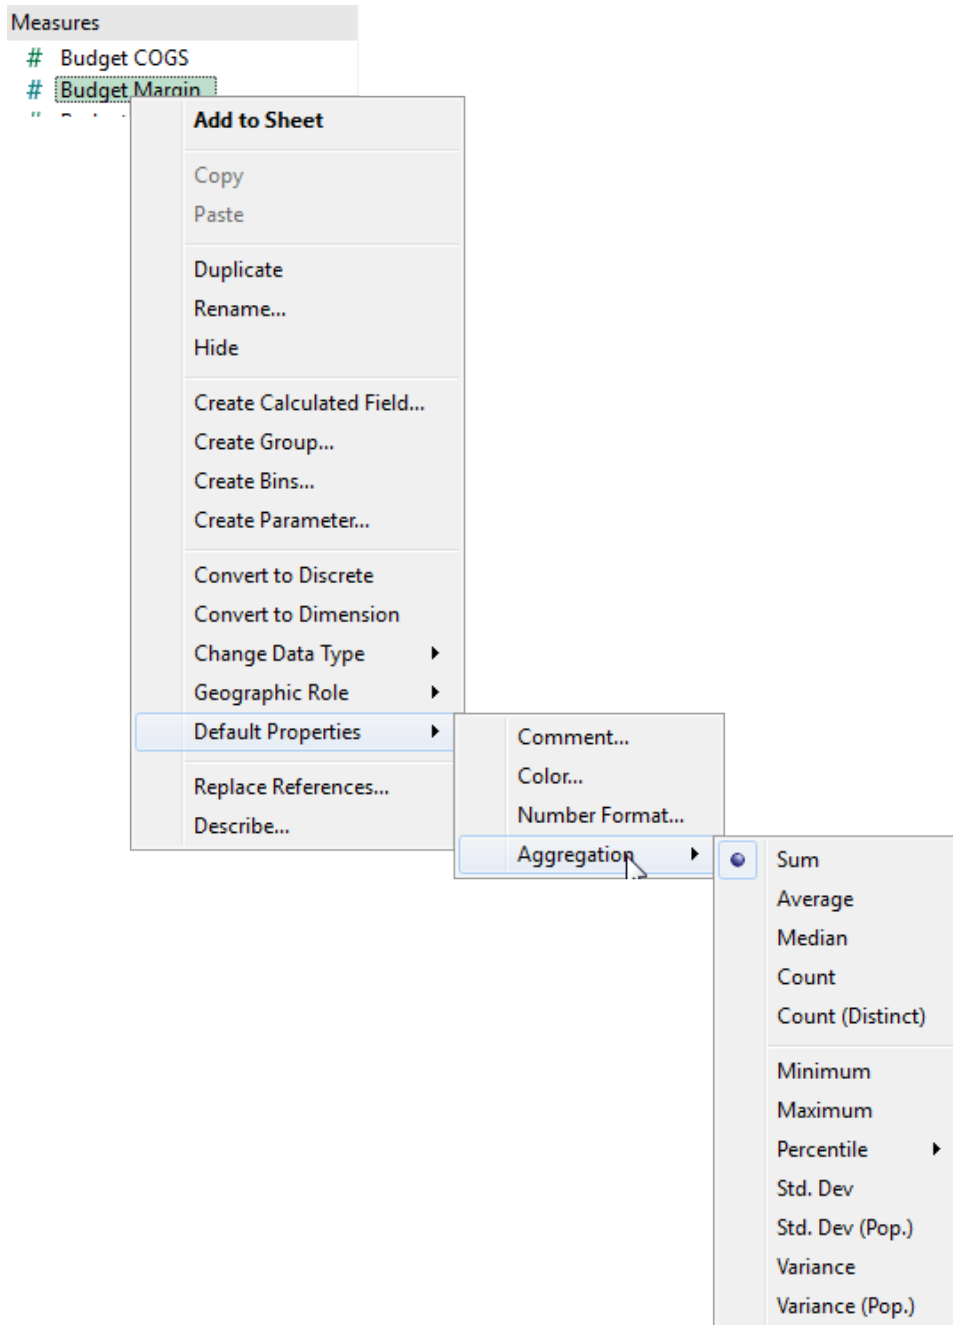 Measures
# Budget COGS
# Budget Margin
Add to Sheet
Copy
Paste
Duplicate
Rename...
Hide
Create Calculated Field...
Create Group...
Create Bins...
Create Parameter...
Convert to Discrete
Convert to Dimension
Change Data Type
Geographic Role
Default Properties
Replace References...
Describe...
Comment...
Color...
Number Format...
Aggregation
Sum
Average
Median
Count
Count (Distinct)
Minimum
Maximum
Percentile
Std. Dev
Std. Dev (Pop.)
Variance
Variance (Pop.)